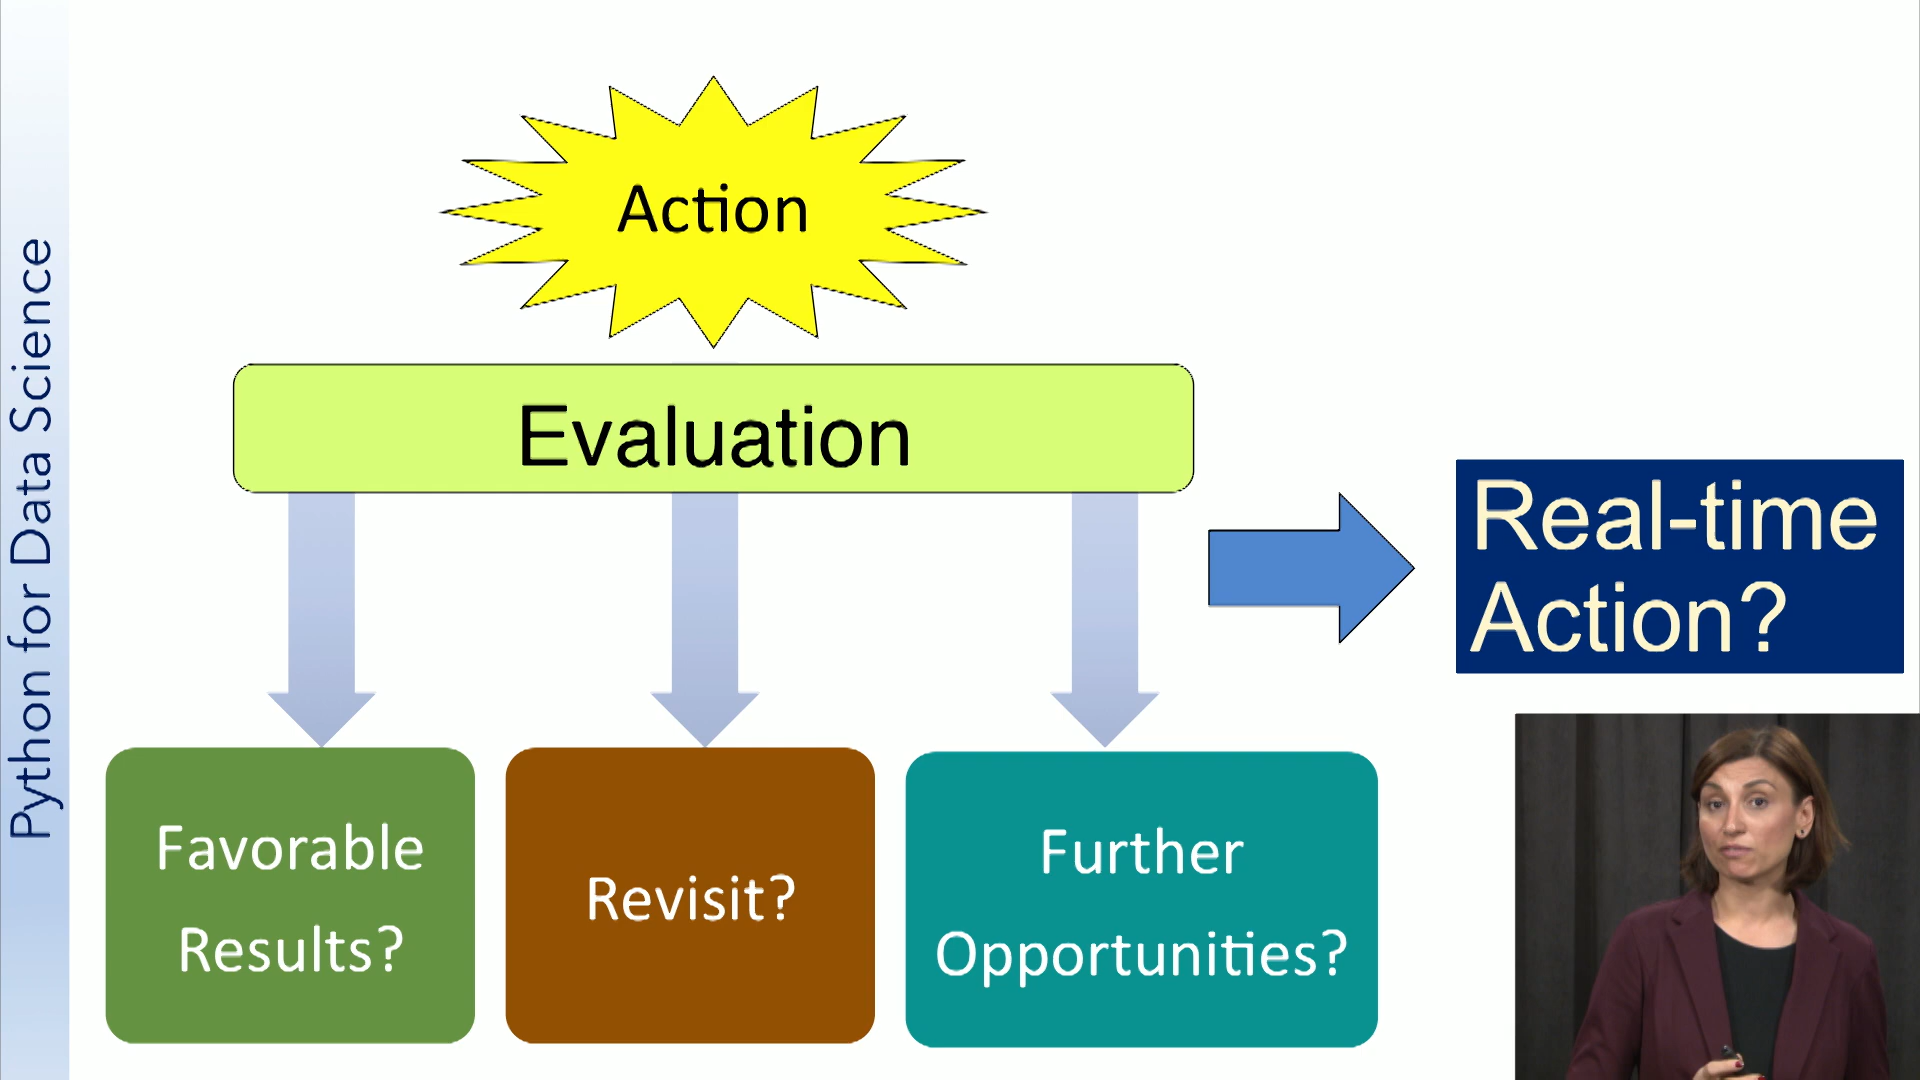 Python for Data Science
Action
Evaluation
Real-time
Action?
Favorable
Results?
Revisit?
Further
Opportunities?